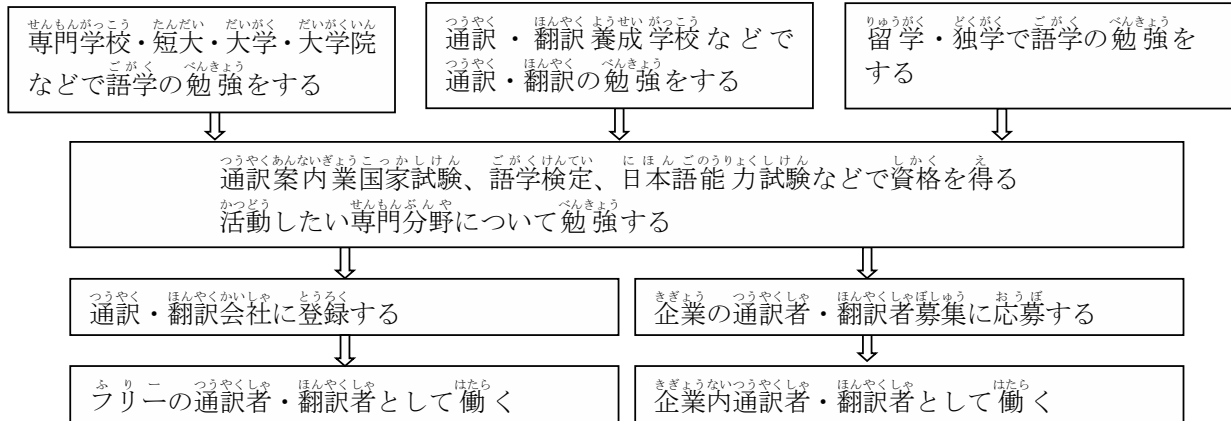 専門学校・短大・大学・大学院
などで語学の勉強をする
通訳・翻訳養成学校などで
通訳・翻訳の勉強をする
留学・独学で語学の勉強を
する
通訳案内業国家試験、語学検定、日本語能力試験などで資格を得る
活動したい専門分野について勉強する
通訳・翻訳会社に登録する
企業の通訳者・翻訳者募集に応募する
フリーの通訳者・翻訳者として働く
企業内通訳者・翻訳者として働く